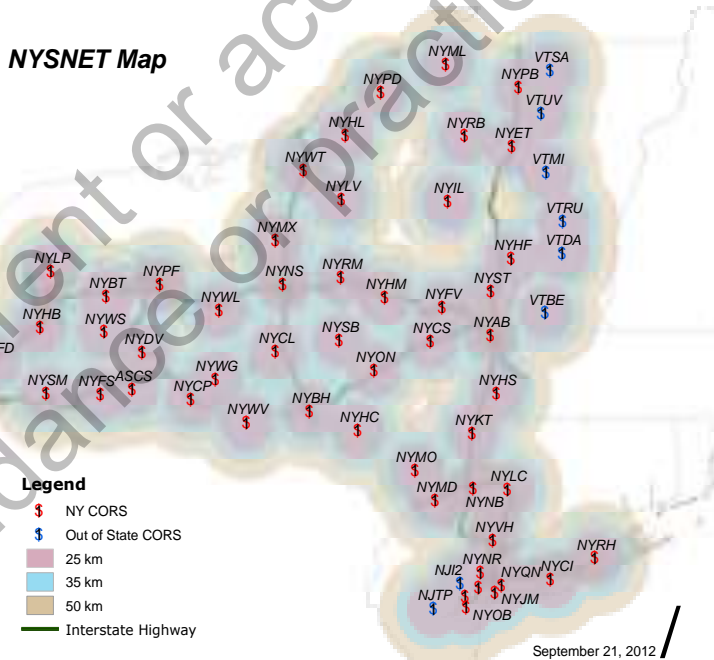 NYSNET Map
NYML
VTSA
NYPD
NYPB
VTUV
NYHL
NYRB
NYET
NYWT
VTMI
NYLV
NYIL
VTRU
NYMX
VTDA
NYHF
NYLP
NYBT
NYPF
NYNS
NYRM
NYHM
NYST
NYWL
NYFV
VTBE
NYHB
NYWS
NYCL
NYSB
NYCS
NYAB
FD
NYDV
NYON
NYSM
NYFS
ASCS
NYCP
NYWG
NYHS
NYWV
NYBH
NYHC
NYKT
NYMO
NYMD
NYLC
NYNB
NYVH
NYRH
NYNR
NYCI
NJI2
NYQN
NJTP
NYJM
NYOB
Legend
NY CORS
Out of State CORS
25 km
35 km
50 km
Interstate Highway
September 21, 2012